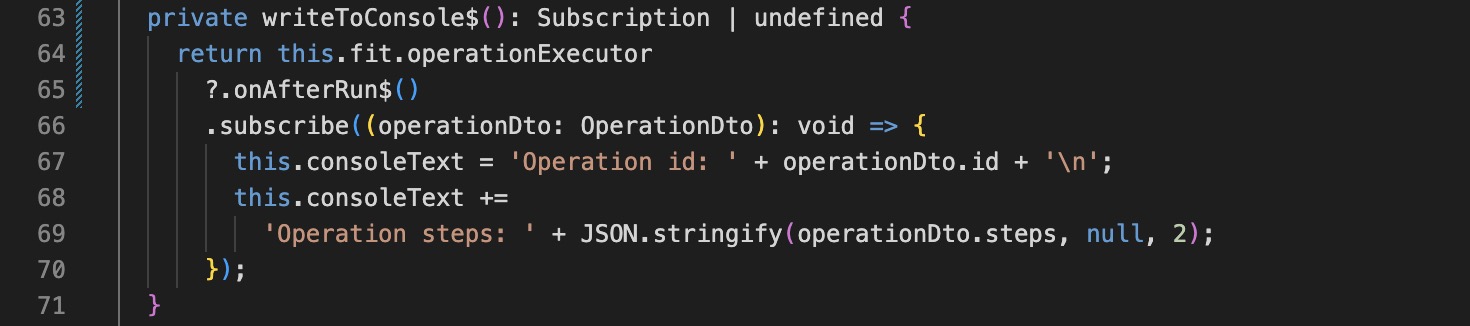 63 private writeToConsole$(): Subscription | undefined {
64 return this.fit.operationExecutor
65 ?.onAfterRun$()
66 .subscribe((operationDto: OperationDto): void => {
67 this.consoleText = 'Operation id: ' + operationDto.id + '\n';
68 this.consoleText +=
69 'Operation steps: ' + JSON.stringify(operationDto.steps, null, 2);
70 });
71 }